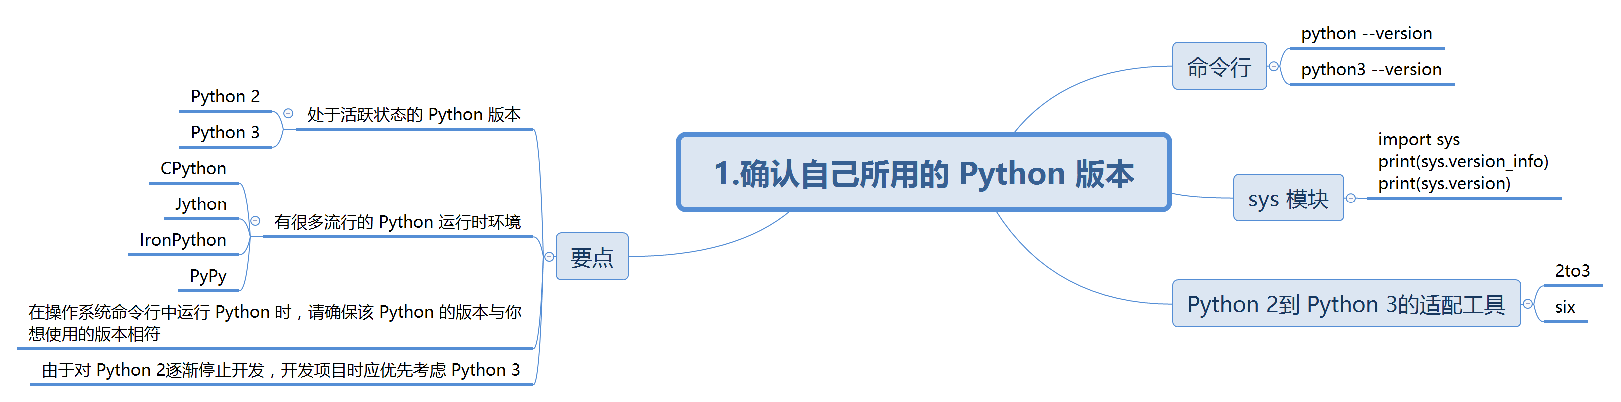 1.确认自己所用的 Python 版本
命令行
python --version
python3 --version
sys 模块
import sys
print(sys.version_info)
print(sys.version)
Python 2到 Python 3的适配工具
2to3
six
要点
处于活跃状态的 Python 版本
Python 2
Python 3
有很多流行的 Python 运行时环境
CPython
Jython
IronPython
PyPy
在操作系统命令行中运行 Python 时，请确保该 Python 的版本与你
想使用的版本相符
由于对 Python 2逐渐停止开发，开发项目时应优先考虑 Python 3